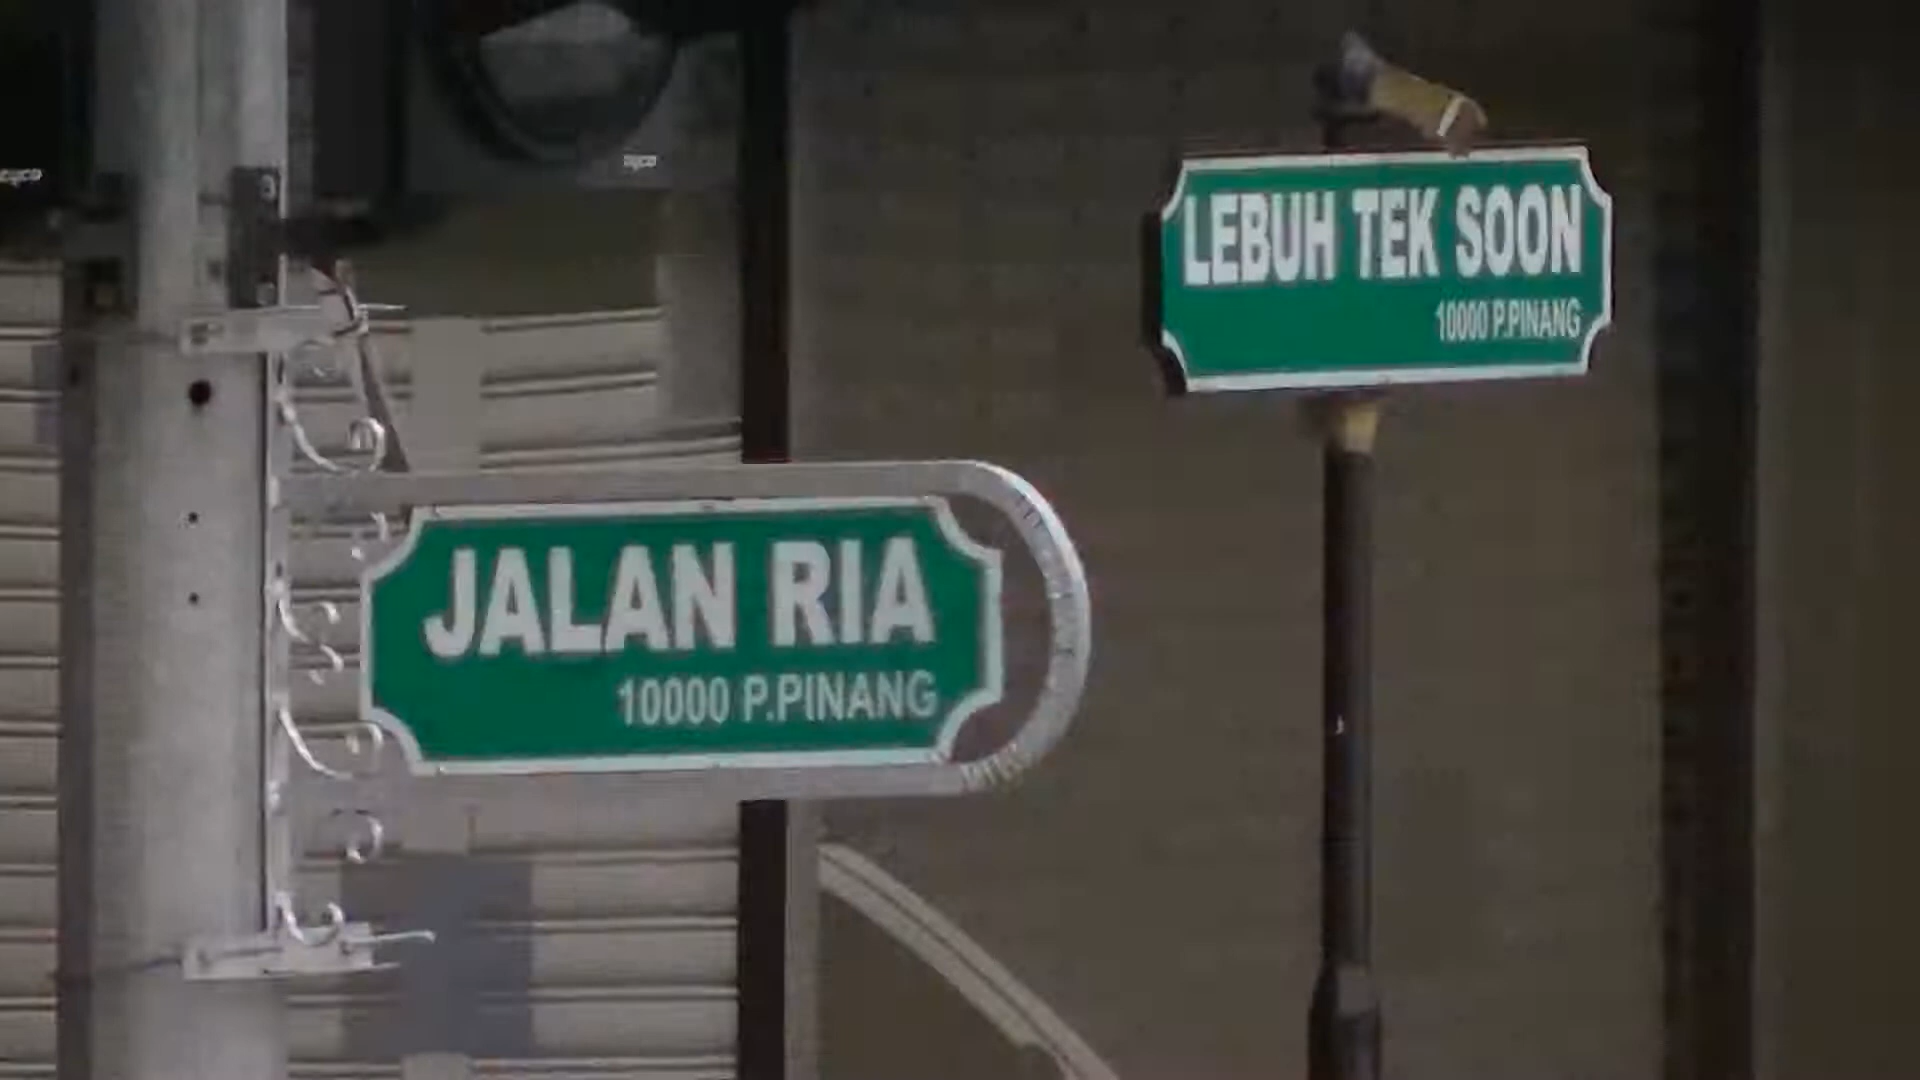 LEBUH TEK SOON
10000 P.PINANG
JALAN RIA
10000 P.PINANG